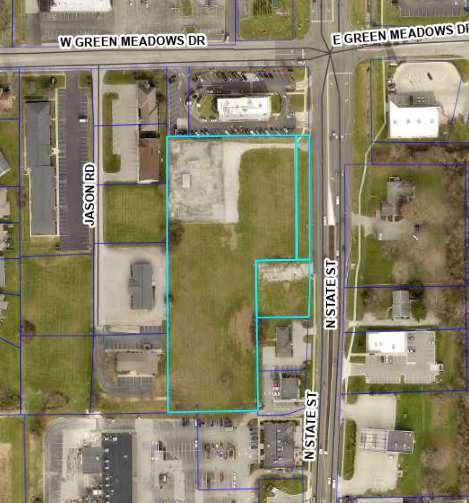 W GREEN MEADOWS DR
E GREEN MEADOWS DR
JASON RD
N STATE ST
N STATE ST